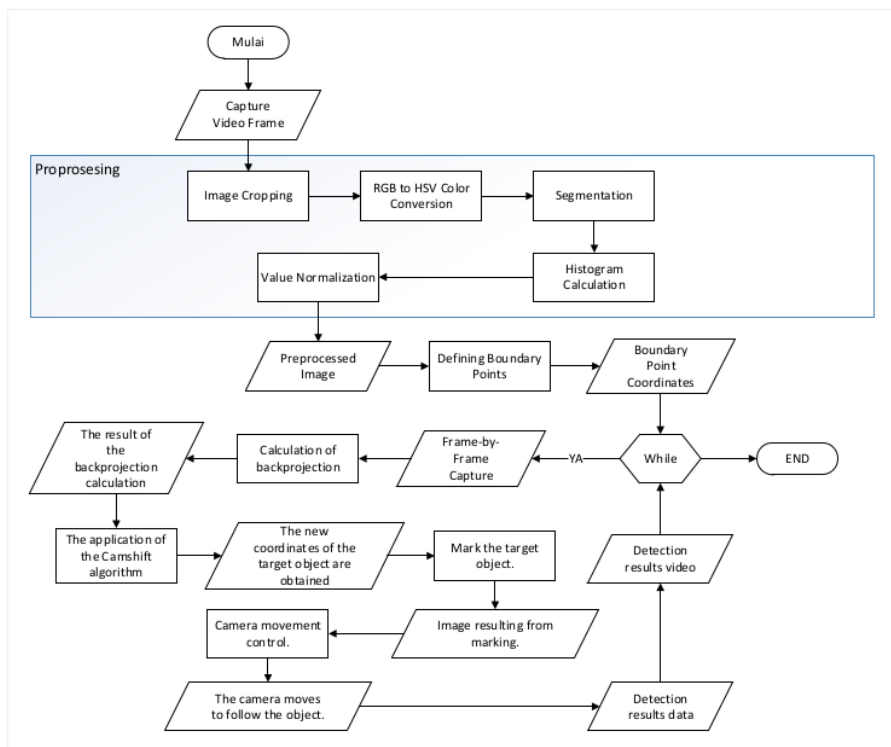 Mulai
Capture
Video Frame
Proprosesing
Image Cropping
RGB to HSV Color
Conversion
Segmentation
Histogram
Calculation
Value Normalization
Preprocessed
Image
Defining Boundary
Points
Boundary
Point
Coordinates
While
END
YA
Frame-by-
Frame
Capture
Calculation of
backprojection
The result of
the
backprojection
calculation
The application of
the Camshift
algorithm
The new
coordinates of the
target object are
obtained
Mark the target
object.
Image resulting from
marking.
Camera movement
control.
The camera moves
to follow the object.
Detection
results data
Detection
results video